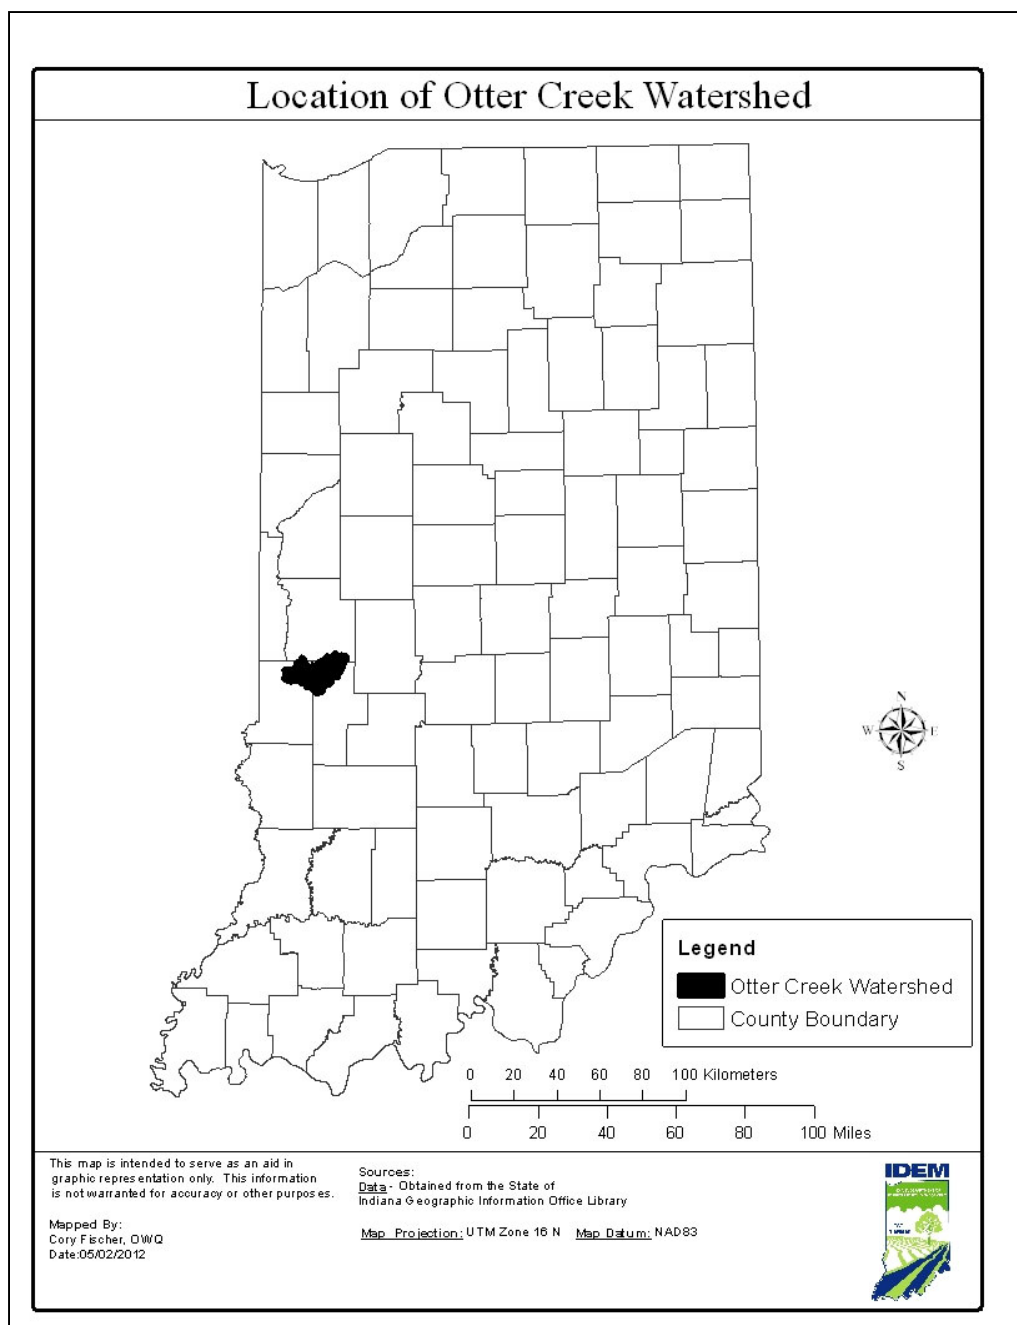 Location of Otter Creek Watershed
N
W E
S
Legend
Otter Creek Watershed
County Boundary
0 20 40 60 80 100 Kilometers
0 20 40 60 80 100 Miles
This map is intended to serve as an aid in
graphic representation only. This information
is not warranted for accuracy or other purposes.
Mapped By:
Cory Fischer, OWQ
Date:05/02/2012
Sources:
Data - Obtained from the State of
Indiana Geographic Information Office Library
Map Projection: UTM Zone 16 N Map Datum: NAD83
IDEM